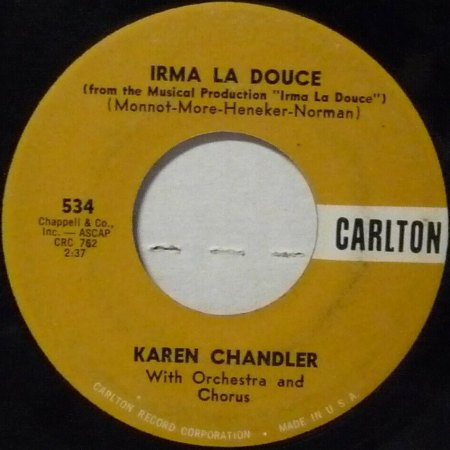 IRMA LA DOUCE
(from the Musical Production "Irma La Douce")
(Monnot-More-Heneker-Norman)
534
Chappell & Co.,
Inc. — ASCAP
CRC 762
2:37
CARLTON
KAREN CHANDLER
With Orchestra and
Chorus
CARLTON RECORD CORPORATION • MADE IN U.S.A.